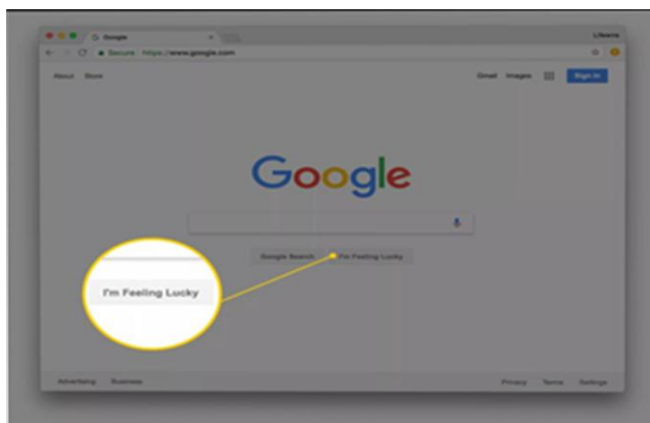 Google
Lifewire
Secure https://www.google.com
About Store
Gmail Images
Sign in
Google
Google Search I'm Feeling Lucky
I'm Feeling Lucky
Advertising Business
Privacy Terms Settings